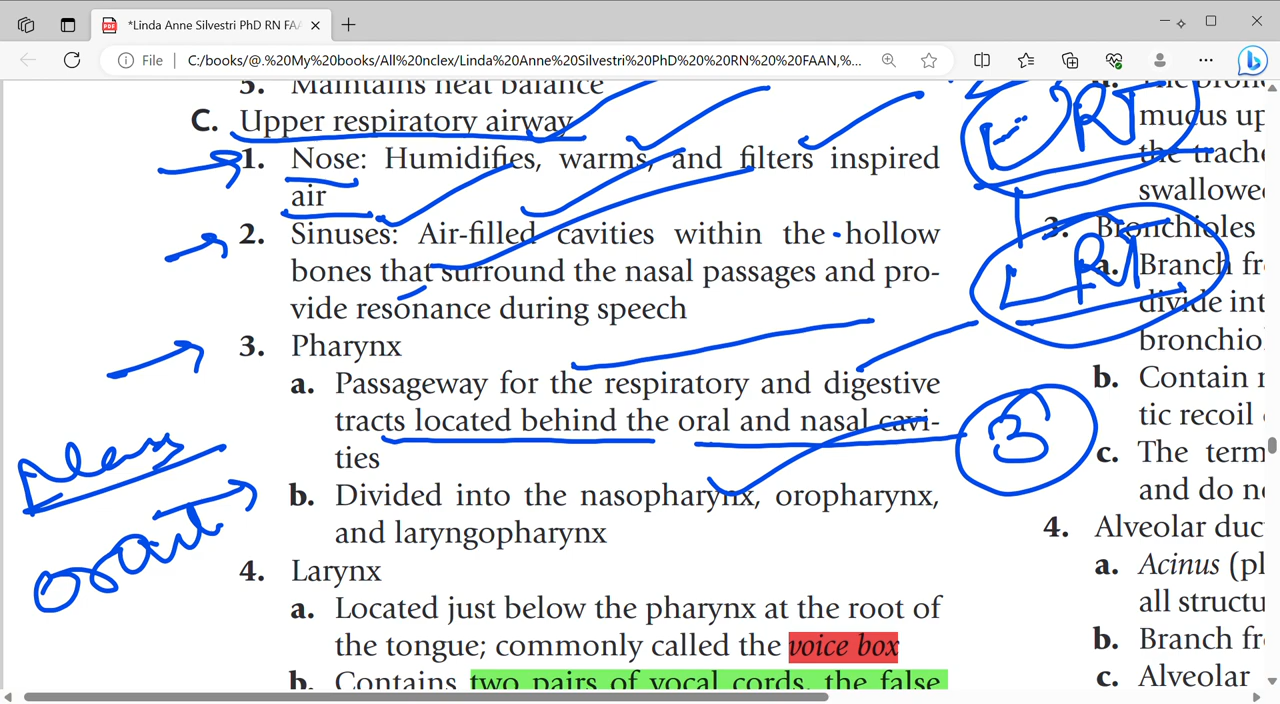 *Linda Anne Silvestri PhD RN FAA
File
C:/books/@.%20My%20books/All%20nclex/Linda%20Anne%20Silvestri%20PhD%20%20RN%20%20FAAN,%...
5. Maintains heat balance
C. Upper respiratory airway
1. Nose: Humidifies, warms, and filters inspired
air
2. Sinuses: Air-filled cavities within the hollow
bones that surround the nasal passages and pro-
vide resonance during speech
3. Pharynx
a. Passageway for the respiratory and digestive
tracts located behind the oral and nasal cavi-
ties
b. Divided into the nasopharynx, oropharynx,
and laryngopharynx
4. Larynx
a. Located just below the pharynx at the root of
the tongue; commonly called the voice box
b. Contains two pairs of vocal cords, the false
mucus up
the trache
swallowe
3. Bronchioles
a. Branch fr
divide int
bronchiol
b. Contain
tic recoil
c. The term
and do n
4. Alveolar duc
a. Acinus (pl
all structu
b. Branch fr
c. Alveolar
URT
LRT
3